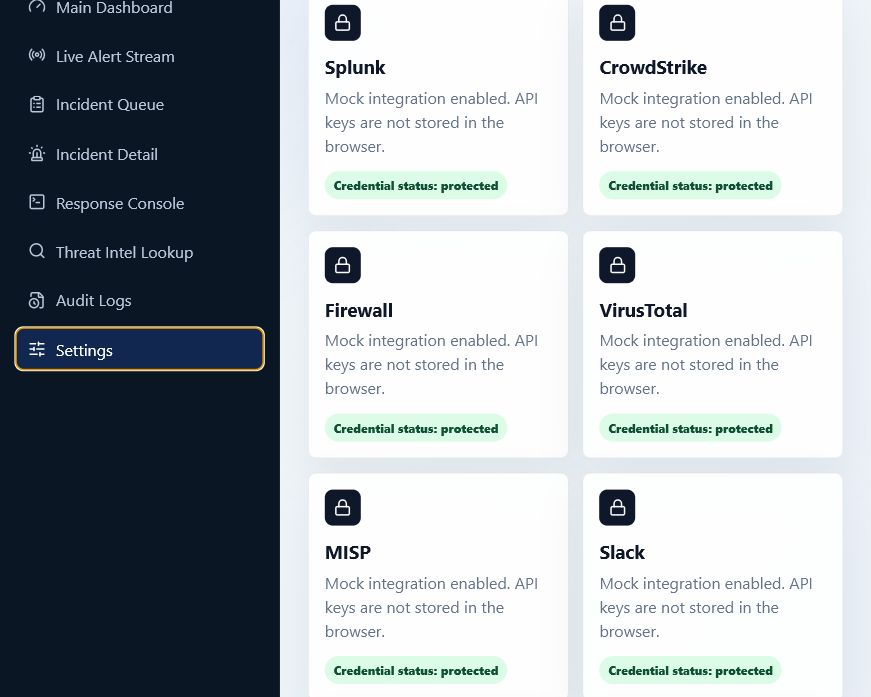 Main Dashboard
Live Alert Stream
Incident Queue
Incident Detail
Response Console
Threat Intel Lookup
Audit Logs
Settings
Splunk
Mock integration enabled. API
keys are not stored in the
browser.
Credential status: protected
CrowdStrike
Mock integration enabled. API
keys are not stored in the
browser.
Credential status: protected
Firewall
Mock integration enabled. API
keys are not stored in the
browser.
Credential status: protected
VirusTotal
Mock integration enabled. API
keys are not stored in the
browser.
Credential status: protected
MISP
Mock integration enabled. API
keys are not stored in the
browser.
Credential status: protected
Slack
Mock integration enabled. API
keys are not stored in the
browser.
Credential status: protected